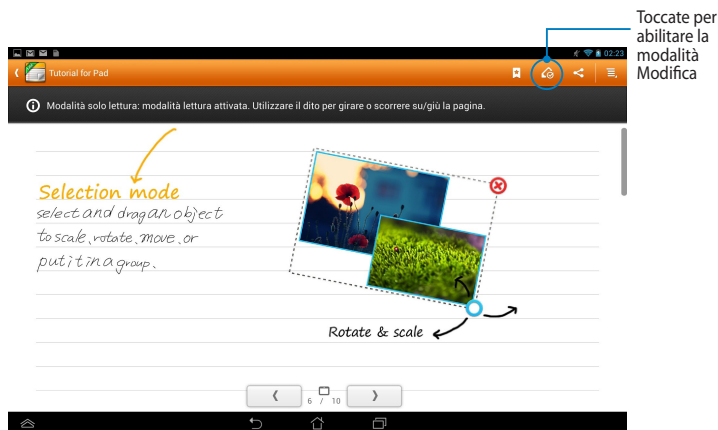 Toccate per
abilitare la
modalità
Modifica
02:23
Tutorial for Pad
Modalità solo lettura: modalità lettura attivata. Utilizzare il dito per girare o scorrere su/giù la pagina.
Selection mode
select and drag an object
to scale, rotate, move, or
put it in a group.
Rotate & scale
6 / 10